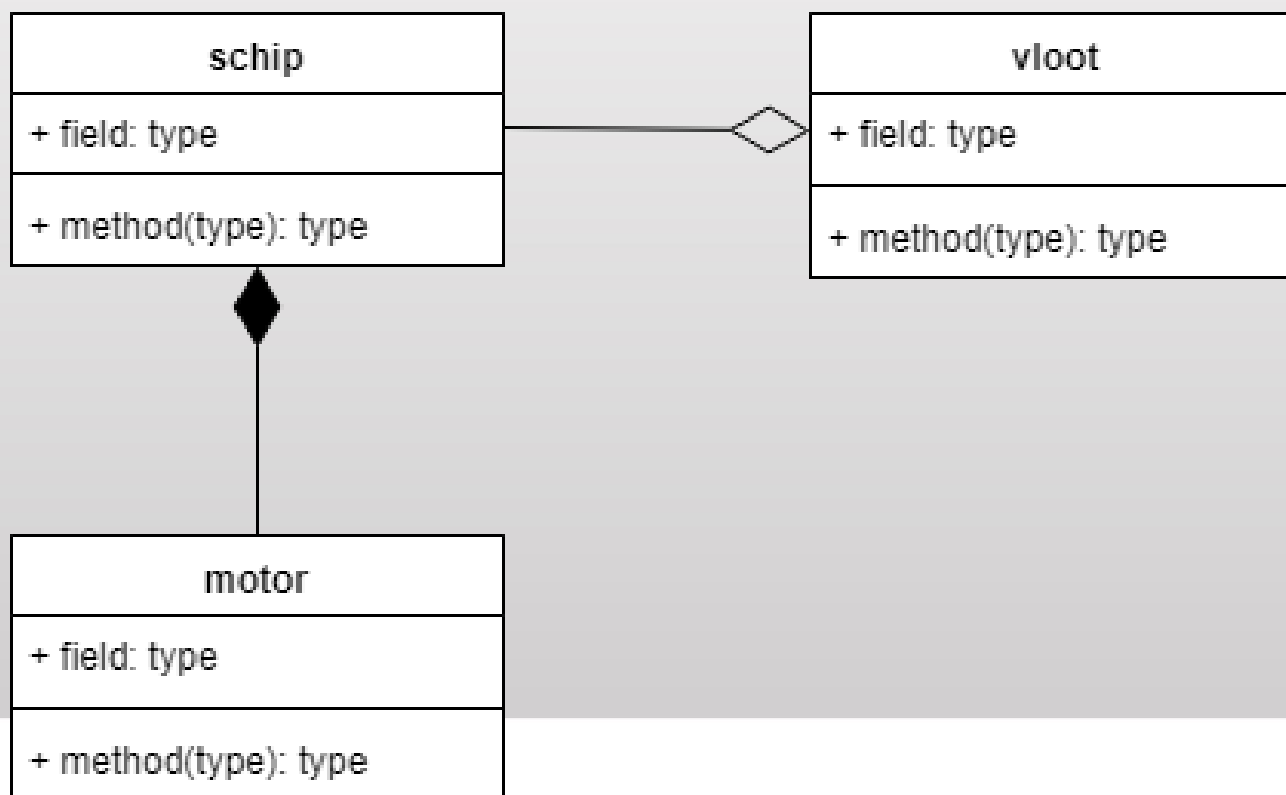 schip
+ field: type
+ method(type): type
vloot
+ field: type
+ method(type): type
motor
+ field: type
+ method(type): type